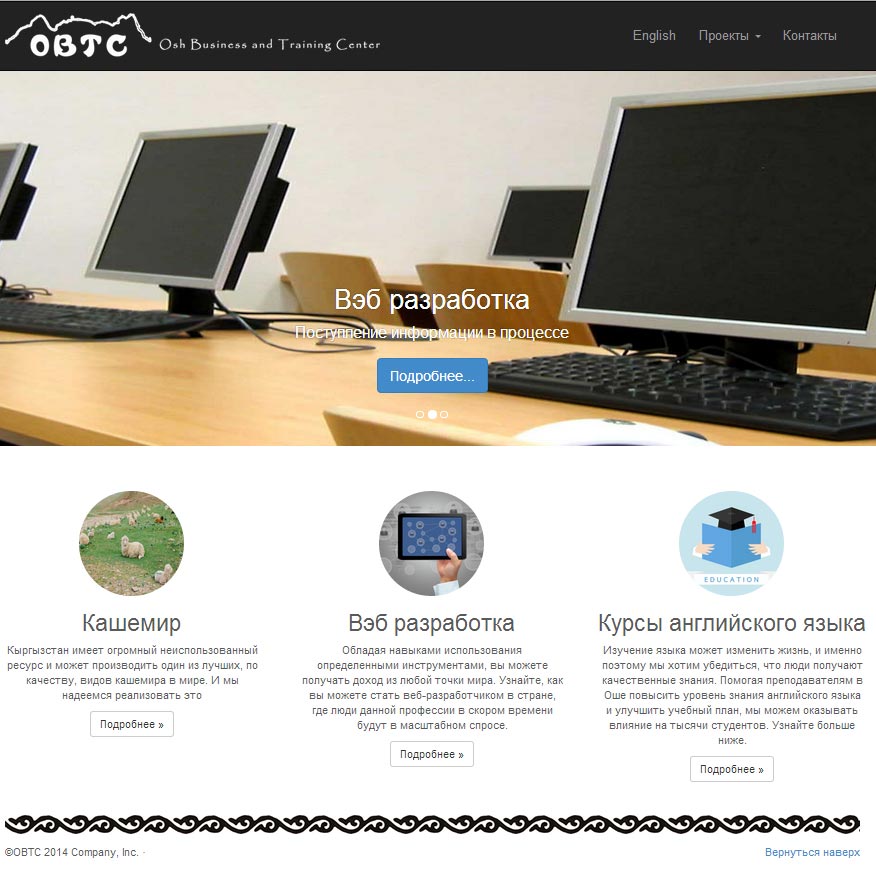 OBTC Osh Business and Training Center
English Проекты Контакты
Вэб разработка
Поступпение информации в процессе
Подробнее...
EDUCATION
Кашемир
Кыргызстан имеет огромный неиспользованный
ресурс и может производить один из лучших, по
качеству, видов кашемира в мире. И мы
надеемся реализовать это
Подробнее »
Вэб разработка
Обладая навыками использования
определенными инструментами, вы можете
получать доход из любой точки мира. Узнайте, как
вы можете стать веб-разработчиком в стране,
где люди данной профессии в скором времени
будут в масштабном спросе.
Подробнее »
Курсы английского языка
Изучение языка может изменить жизнь, и именно
поэтому мы хотим убедиться, что люди получают
качественные знания. Помогая преподавателям в
Оше повысить уровень знания английского языка
и улучшить учебный план, мы можем оказывать
влияние на тысячи студентов. Узнайте больше
ниже.
Подробнее »
©OBTC 2014 Company, Inc. ·
Вернуться наверх